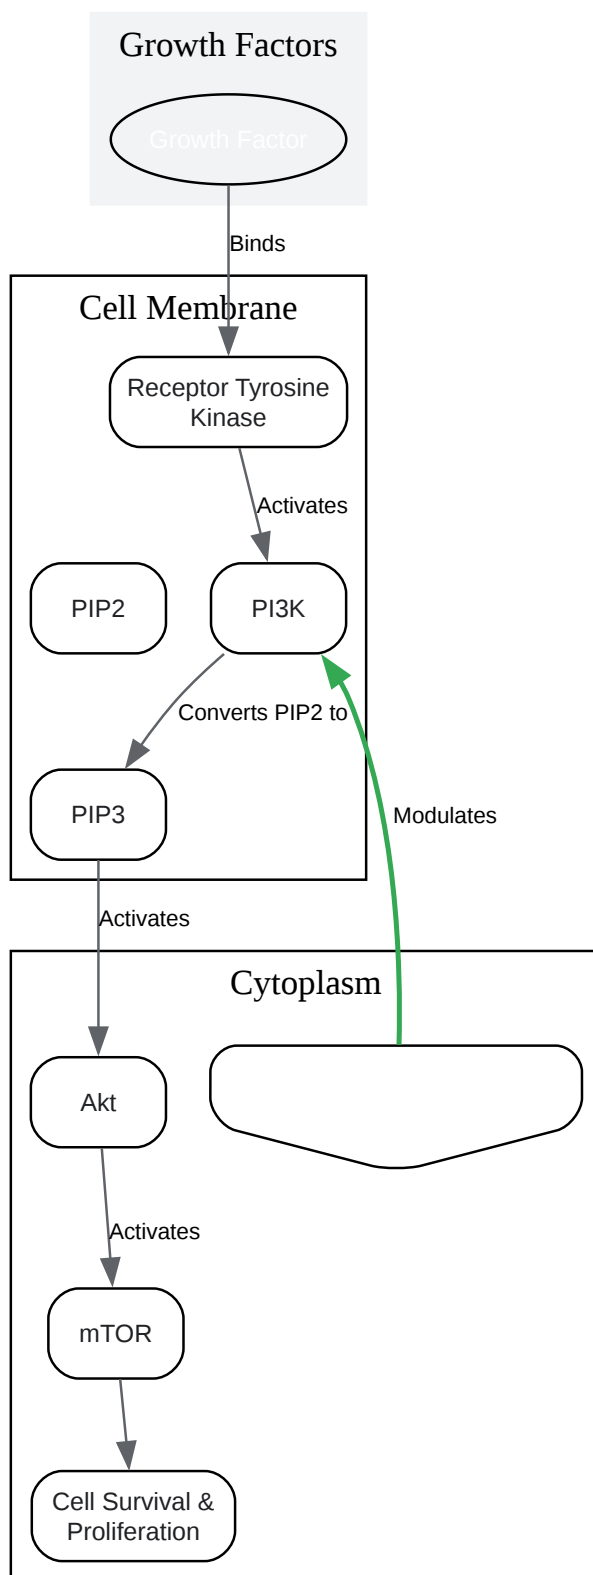 Growth Factors
Growth Factor
Binds
Cell Membrane
Receptor Tyrosine
Kinase
Activates
PIP2
PI3K
Converts PIP2 to
PIP3
Modulates
Activates
Cytoplasm
Akt
Activates
mTOR
Cell Survival &
Proliferation